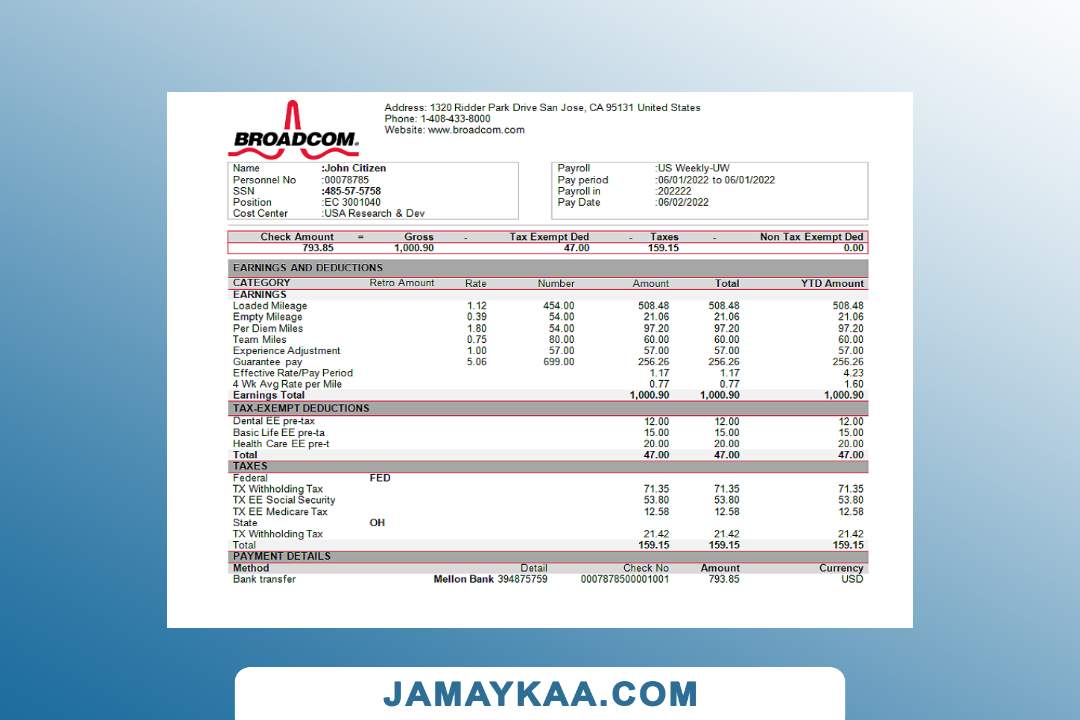 BROADCOM.
Address: 1320 Ridder Park Drive San Jose, CA 95131 United States
Phone: 1-408-433-8000
Website: www.broadcom.com
Name :John Citizen
Personnel No :00078785
SSN :485-57-5758
Position :EC 3001040
Cost Center :USA Research & Dev
Payroll :US Weekly-UW
Pay period :06/01/2022 to 06/01/2022
Payroll in :202222
Pay Date :06/02/2022
Check Amount = Gross - Tax Exempt Ded - Taxes - Non Tax Exempt Ded
793.85 1,000.90 47.00 159.15 0.00
EARNINGS AND DEDUCTIONS
CATEGORY Retro Amount Rate Number Amount Total YTD Amount
EARNINGS
Loaded Mileage 1.12 454.00 508.48 508.48 508.48
Empty Mileage 0.39 54.00 21.06 21.06 21.06
Per Diem Miles 1.80 54.00 97.20 97.20 97.20
Team Miles 0.75 80.00 60.00 60.00 60.00
Experience Adjustment 1.00 57.00 57.00 57.00 57.00
Guarantee pay 5.06 699.00 256.26 256.26 256.26
Effective Rate/Pay Period 1.17 1.17 4.23
4 Wk Avg Rate per Mile 0.77 0.77 1.60
Earnings Total 1,000.90 1,000.90 1,000.90
TAX-EXEMPT DEDUCTIONS
Dental EE pre-tax 12.00 12.00 12.00
Basic Life EE pre-ta 15.00 15.00 15.00
Health Care EE pre-t 20.00 20.00 20.00
Total 47.00 47.00 47.00
TAXES
Federal FED
TX Withholding Tax 71.35 71.35 71.35
TX EE Social Security 53.80 53.80 53.80
TX EE Medicare Tax 12.58 12.58 12.58
State OH
TX Withholding Tax 21.42 21.42 21.42
Total 159.15 159.15 159.15
PAYMENT DETAILS
Method Detail Check No Amount Currency
Bank transfer Mellon Bank 394875759 0007878500001001 793.85 USD
JAMAYKAA.COM